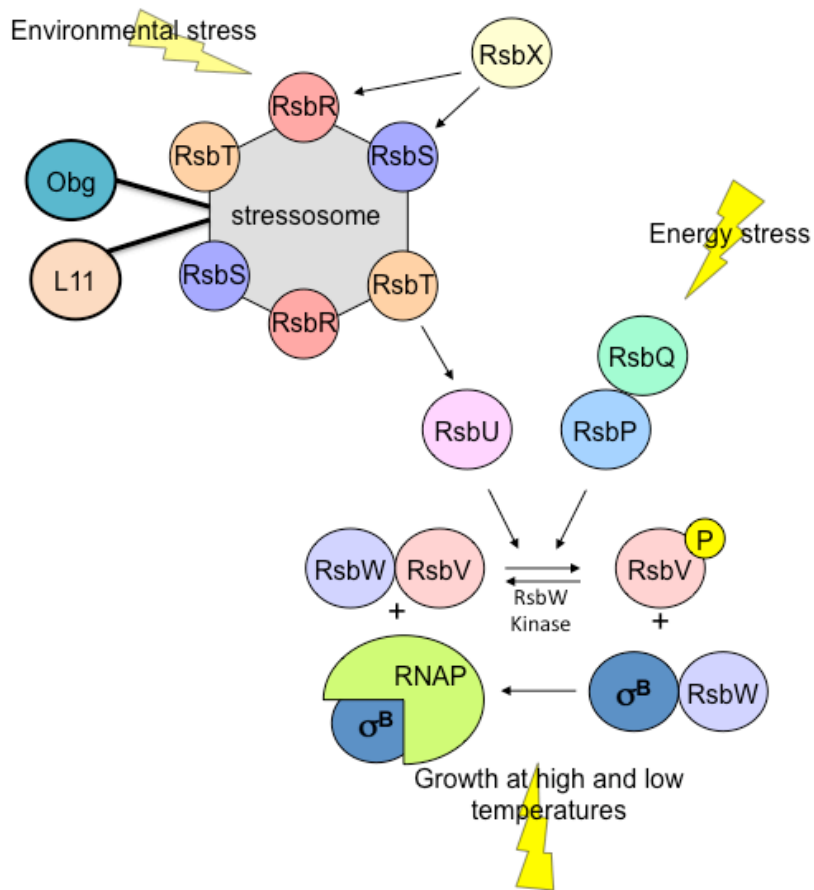 Environmental stress
RsbX
RsbR
RsbT
RsbS
Obg
stressosome
L11
RsbS
RsbT
RsbR
Energy stress
RsbQ
RsbU
RsbP
RsbW
RsbV
RsbW
Kinase
RsbV
P
+
+
RNAP
σB
σB
RsbW
Growth at high and low
temperatures